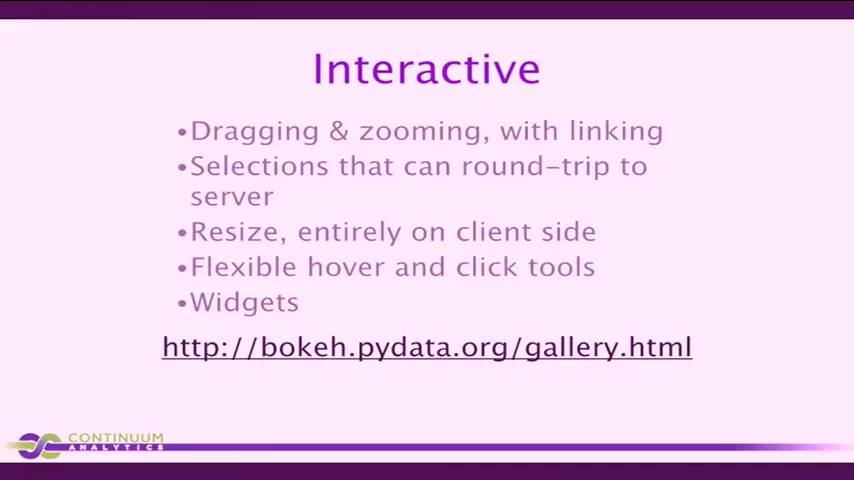 Interactive
•Dragging & zooming, with linking
•Selections that can round-trip to
server
•Resize, entirely on client side
•Flexible hover and click tools
•Widgets
http://bokeh.pydata.org/gallery.html
CONTINUUM
ANALYTICS